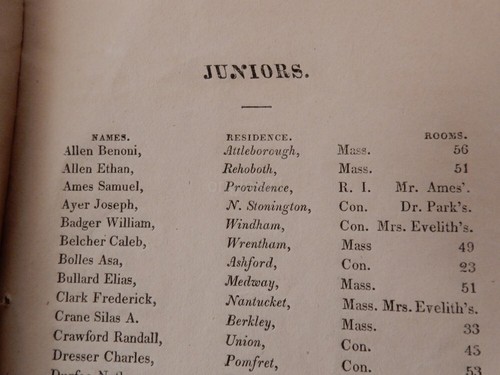 JUNIORS.
NAMES. RESIDENCE. ROOMS.
Allen Benoni, Attleborough, Mass. 56
Allen Ethan, Rehoboth, Mass. 51
Ames Samuel, Providence, R. I. Mr. Ames'.
Ayer Joseph, N. Stonington, Con. Dr. Park's.
Badger William, Windham, Con. Mrs. Evelith's.
Belcher Caleb, Wrentham, Mass 49
Bolles Asa, Ashford, Con. 23
Bullard Elias, Medway, Mass. 51
Clark Frederick, Nantucket, Mass. Mrs. Evelith's.
Crane Silas A. Berkley, Mass. 33
Crawford Randall, Union, Con. 45
Dresser Charles, Pomfret, Con. 53